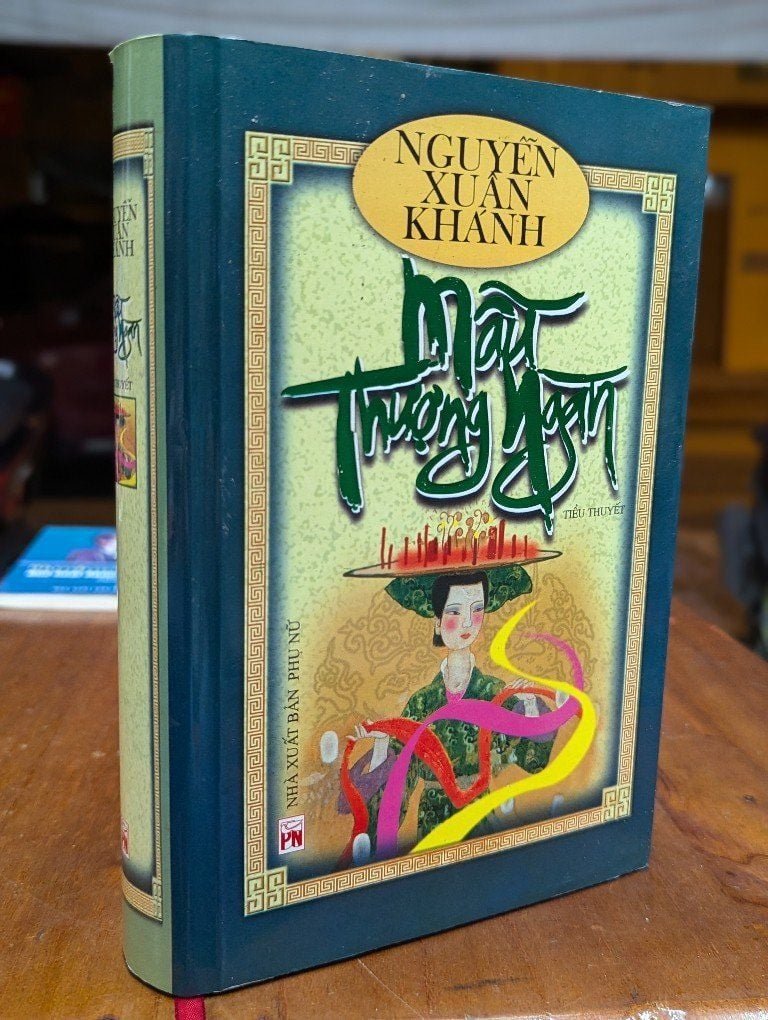 NGUYỄN
XUÂN
KHÁNH
Mẫu
Thượng Ngàn
TIỂU THUYẾT
NHÀ XUẤT BẢN PHỤ NỮ
PN